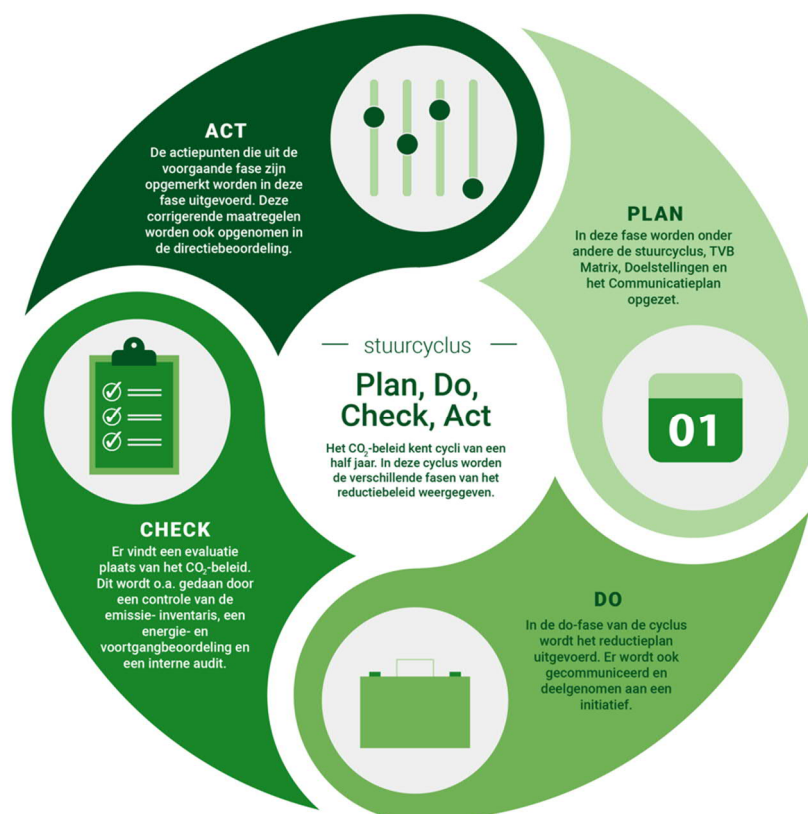 stuurcyclus
Plan, Do,
Check, Act
Het CO₂-beleid kent cycli van een
half jaar. In deze cyclus worden
de verschillende fasen van het
reductiebeleid weergegeven.
PLAN
In deze fase worden onder
andere de stuurcyclus, TVB
Matrix, Doelstellingen en
het Communicatieplan
opgezet.
01
DO
In de do-fase van de cyclus
wordt het reductieplan
uitgevoerd. Er wordt ook
gecommuniceerd en
deelgenomen aan een
initiatief.
CHECK
Er vindt een evaluatie
plaats van het CO₂-beleid.
Dit wordt o.a. gedaan door
een controle van de
emissie- inventaris, een
energie- en
voortgangbeoordeling en
een interne audit.
ACT
De actiepunten die uit de
voorgaande fase zijn
opgemerkt worden in deze
fase uitgevoerd. Deze
corrigerende maatregelen
worden ook opgenomen in
de directiebeoordeling.